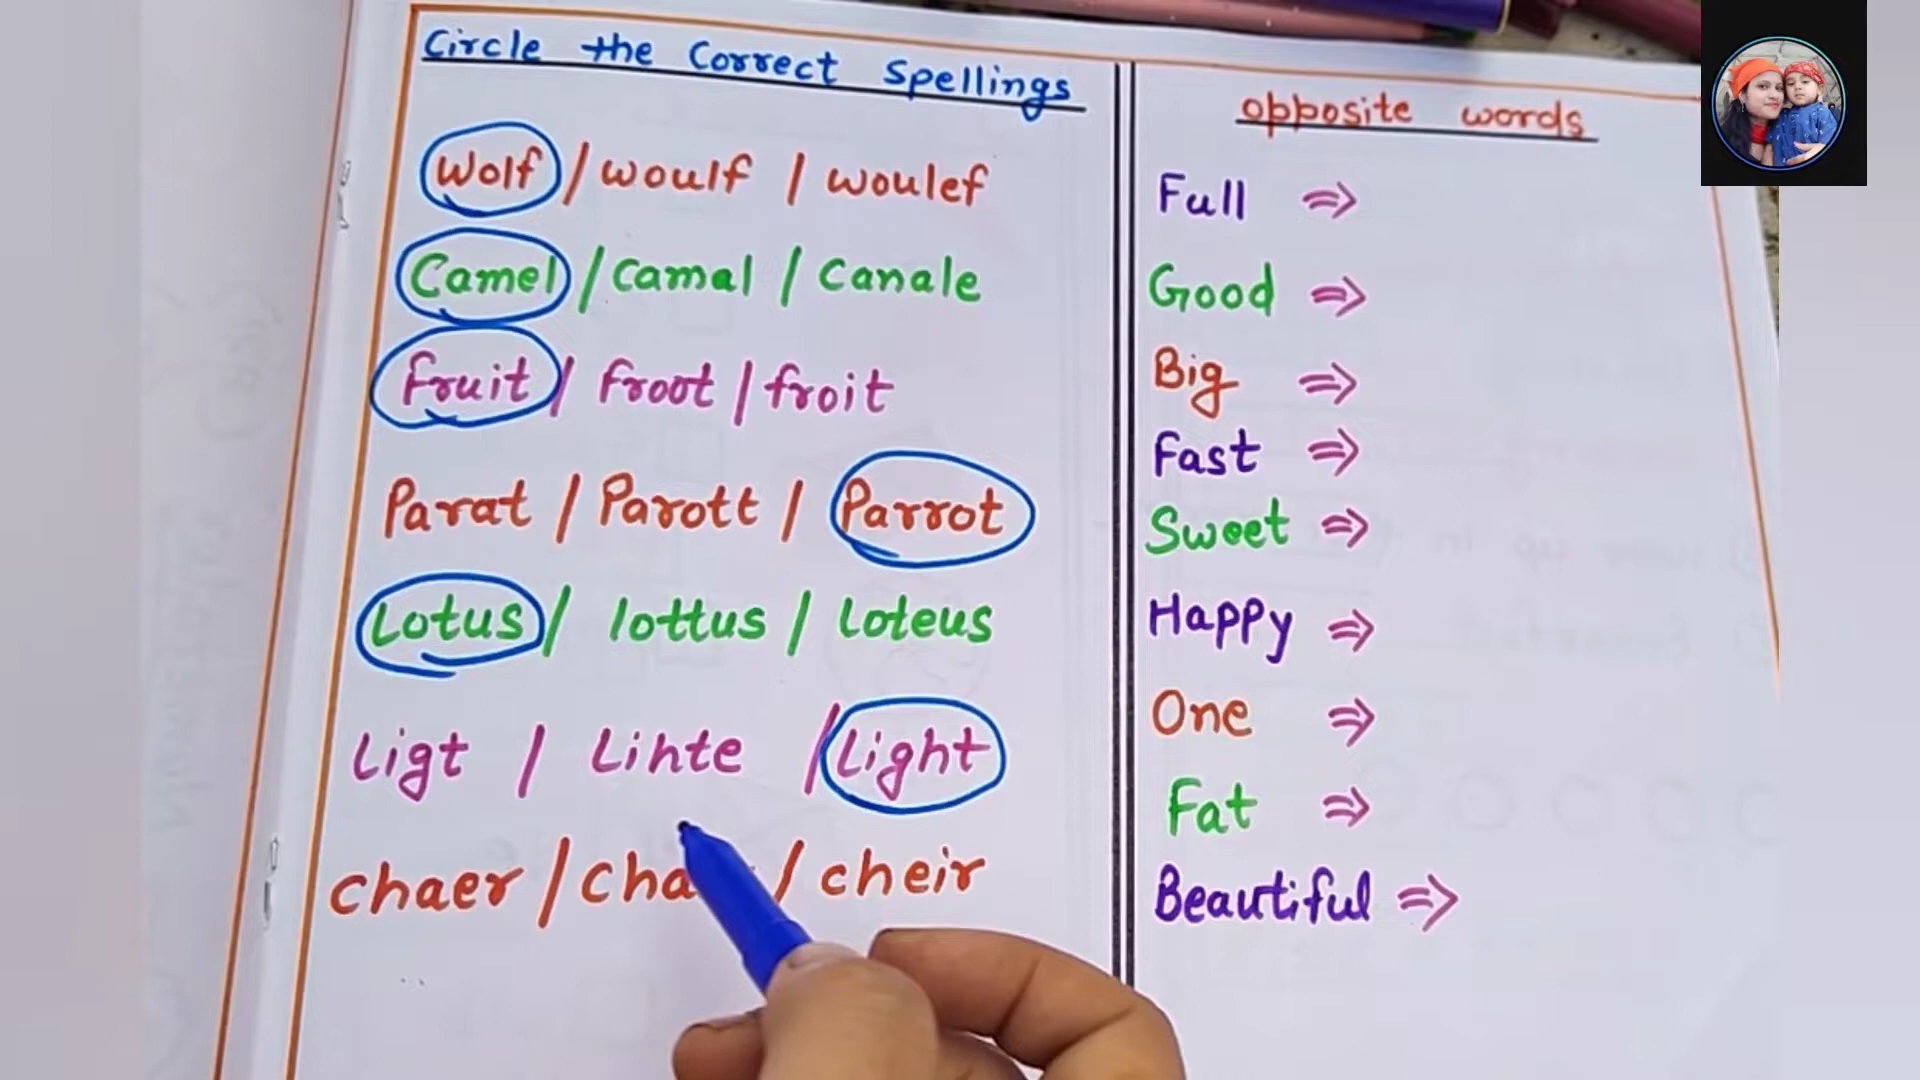 Circle the Correct Spellings
Wolf / woulf / woulef
Camel / Camal / Canale
Fruit / Froot / froit
Parat / Parott / Parrot
Lotus / lottus / Loteus
Ligt / Lihte / Light
chaer / / cheir
opposite words
Full ⇒
Good ⇒
Big ⇒
Fast ⇒
Sweet ⇒
Happy ⇒
One ⇒
Fat ⇒
Beautiful ⇒